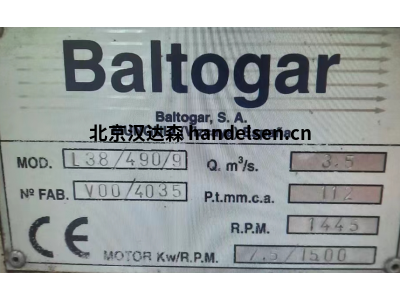 Baltogar
Baltogar, S. A.
北京汉达森 handelsen.cn
MOD. L38/490/9 Q. m³/s. 3.5
Nº FAB. V00/4035 P.t.mm.c.a. 112
R.P.M. 1445
CE MOTOR Kw/R.P.M. 7.5/1500